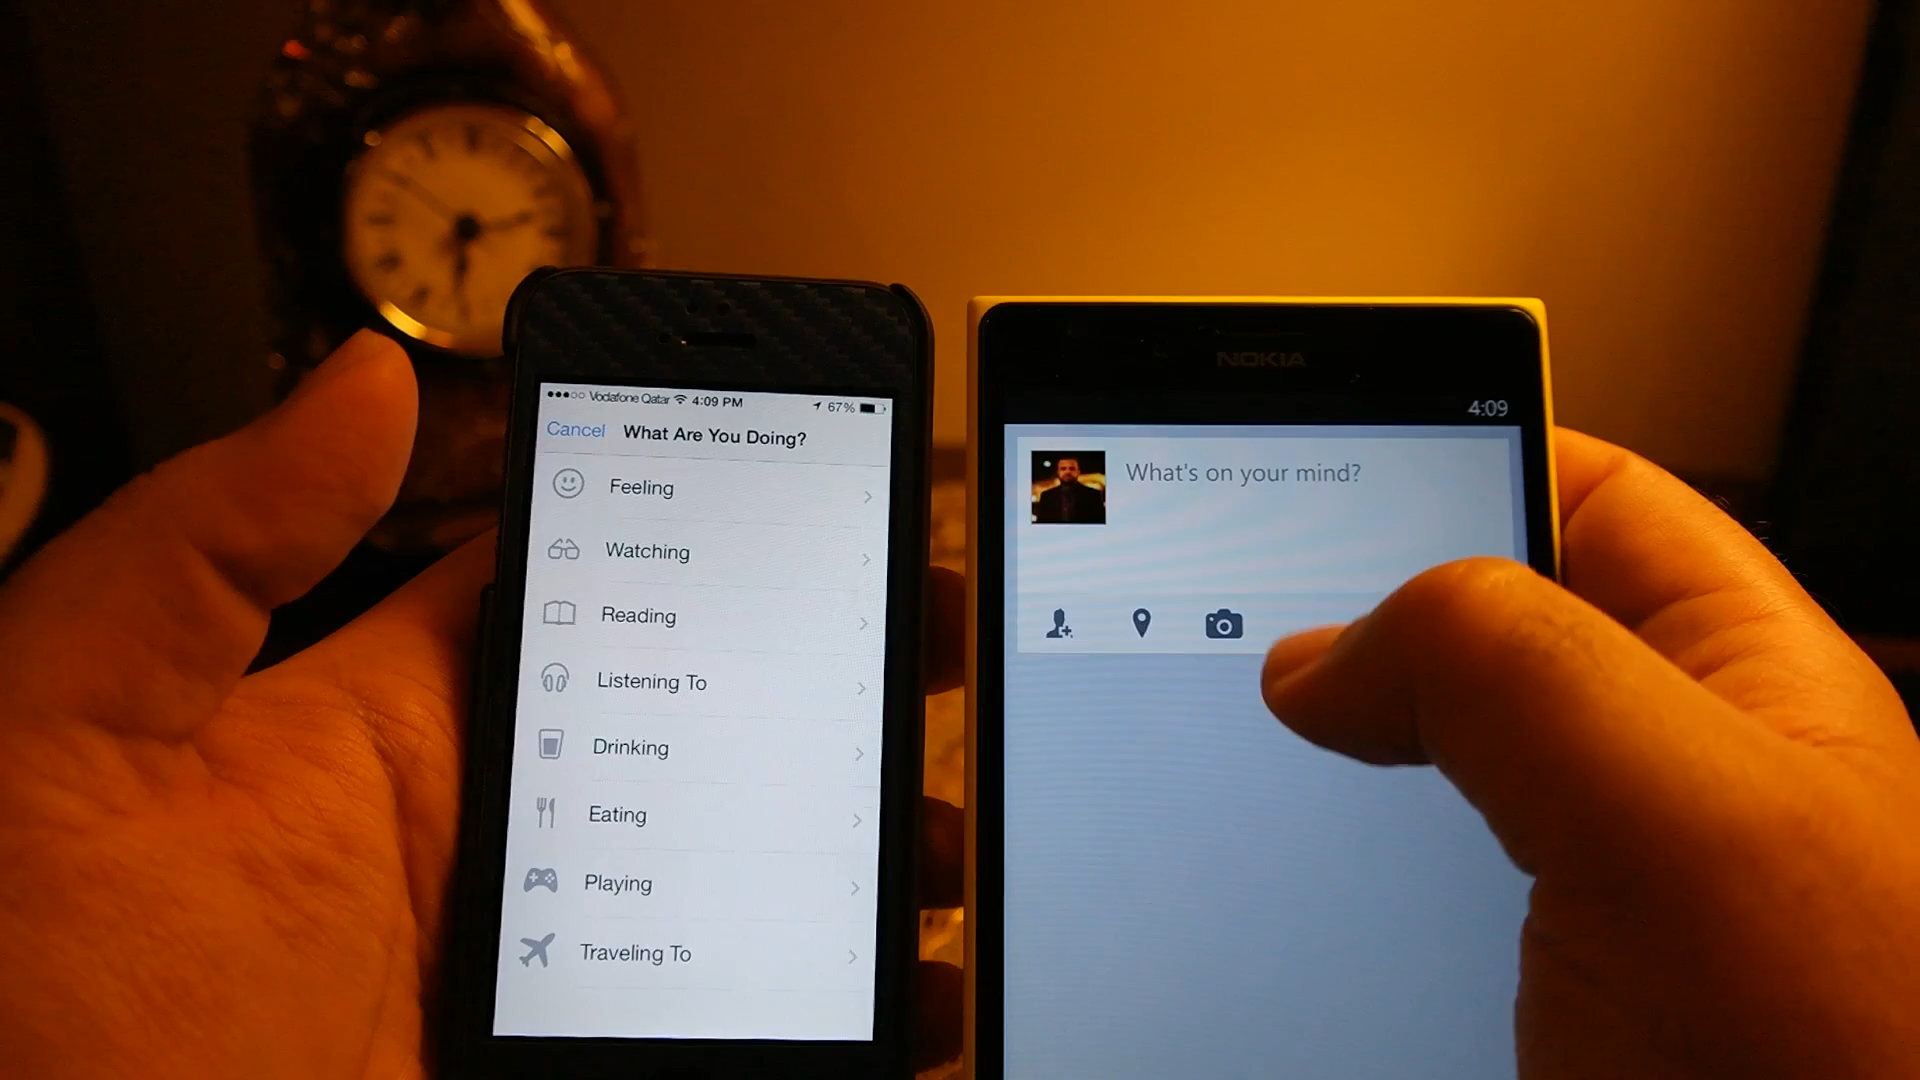 Vodafone Qatar 4:09 PM 67%
Cancel What Are You Doing?
Feeling
Watching
Reading
Listening To
Drinking
Eating
Playing
Traveling To
NOKIA
4:09
What's on your mind?